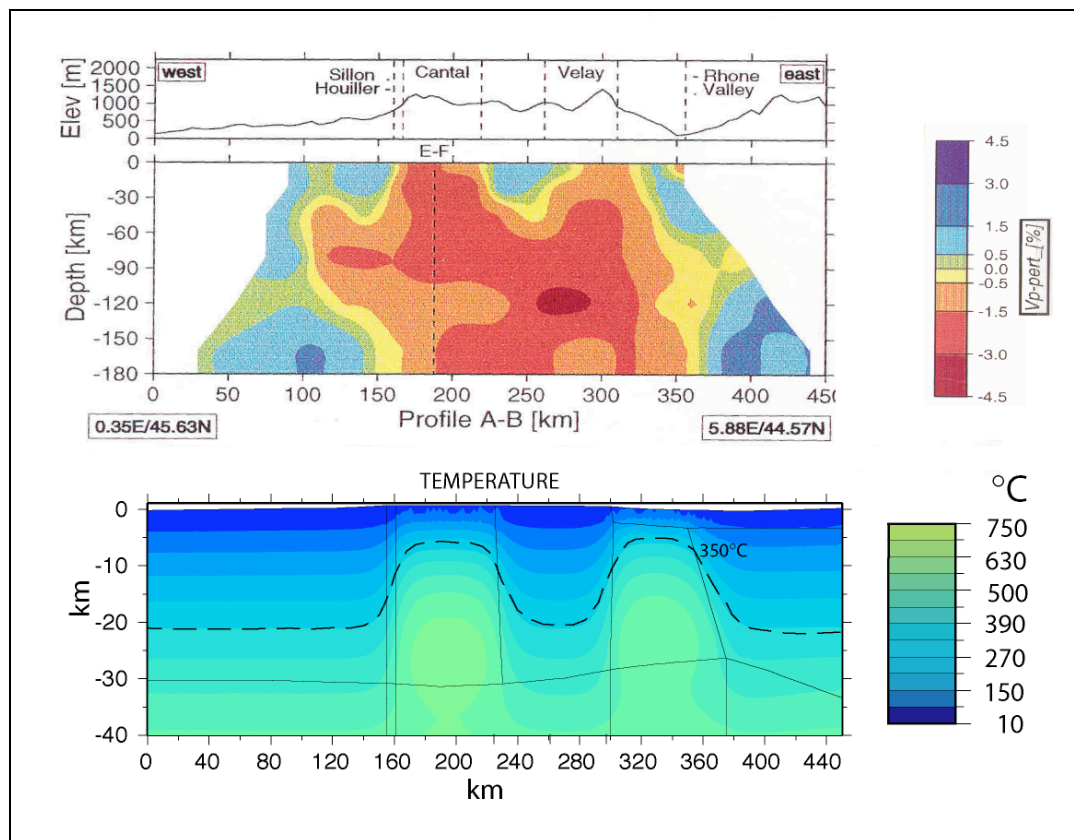 Elev [m]
2000
1500
1000
500
0
west
Sillon
Houiller
Cantal
Velay
Rhone
Valley
east
E-F
Depth [km]
0
-30
-60
-90
-120
-150
-180
0 50 100 150 200 250 300 350 400 450
Profile A-B [km]
0.35E/45.63N
5.88E/44.57N
4.5
3.0
1.5
0.5
0.0
-0.5
-1.5
-3.0
-4.5
Vp-pert_[%]
TEMPERATURE
km
0
-10
-20
-30
-40
350°C
0 40 80 120 160 200 240 280 320 360 400 440
km
°C
750
630
500
390
270
150
10